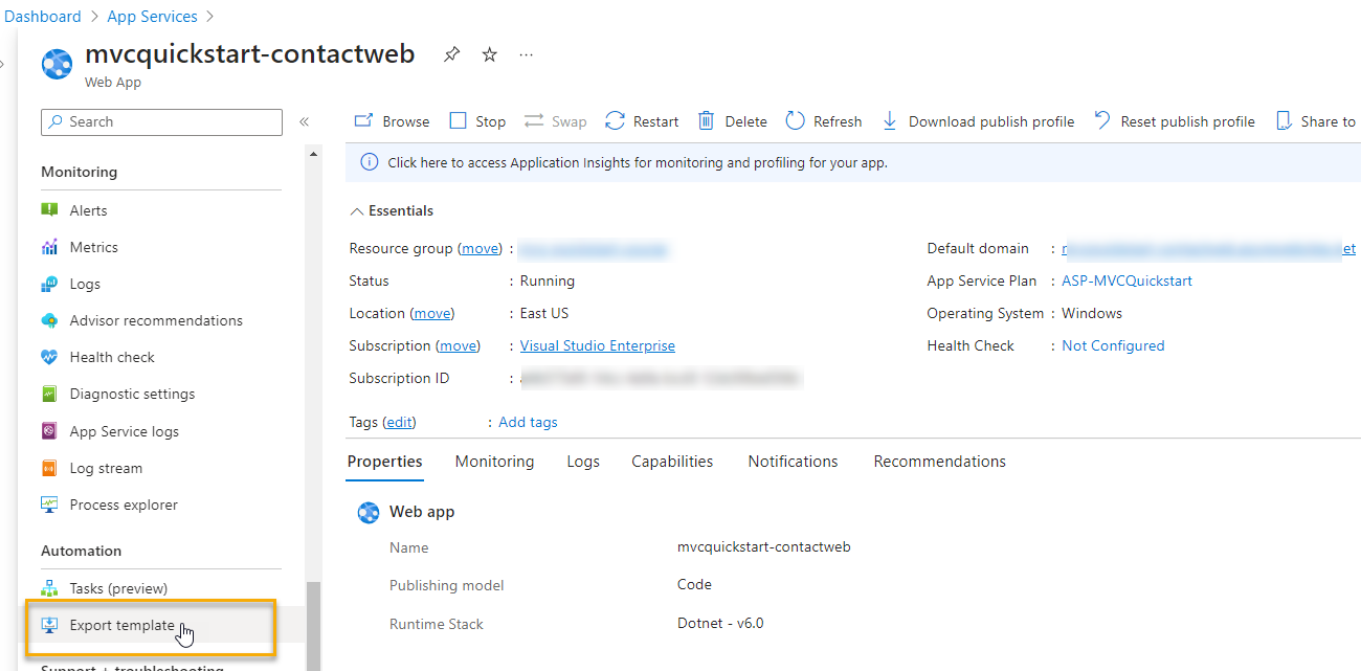 Dashboard > App Services >
mvcquickstart-contactweb
Web App
Search
Browse Stop Swap Restart Delete Refresh Download publish profile Reset publish profile Share to
Click here to access Application Insights for monitoring and profiling for your app.
Monitoring
Alerts
Metrics
Logs
Advisor recommendations
Health check
Diagnostic settings
App Service logs
Log stream
Process explorer
Automation
Tasks (preview)
Export template
Support + troubleshooting
Essentials
Resource group (move) :
Status : Running
Location (move) : East US
Subscription (move) : Visual Studio Enterprise
Subscription ID :
Default domain :
App Service Plan : ASP-MVCQuickstart
Operating System : Windows
Health Check : Not Configured
Tags (edit) : Add tags
Properties Monitoring Logs Capabilities Notifications Recommendations
Web app
Name mvcquickstart-contactweb
Publishing model Code
Runtime Stack Dotnet - v6.0